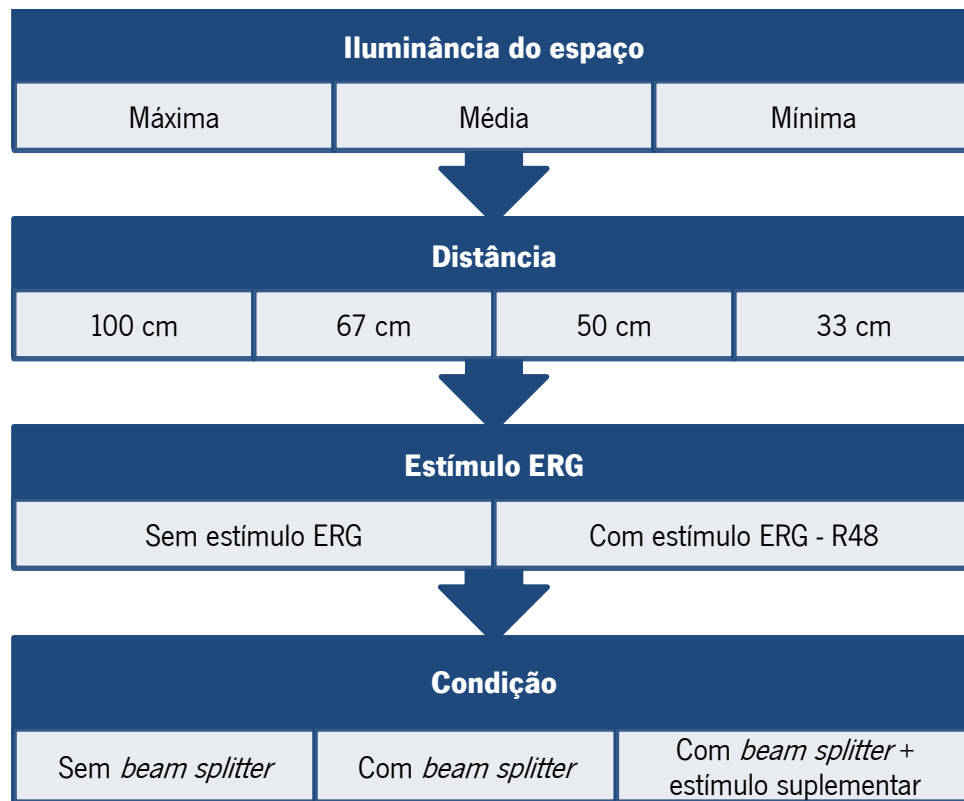 Iluminância do espaço
Máxima
Média
Mínima
Distância
100 cm
67 cm
50 cm
33 cm
Estímulo ERG
Sem estímulo ERG
Com estímulo ERG - R48
Condição
Sem beam splitter
Com beam splitter
Com beam splitter +
estímulo suplementar